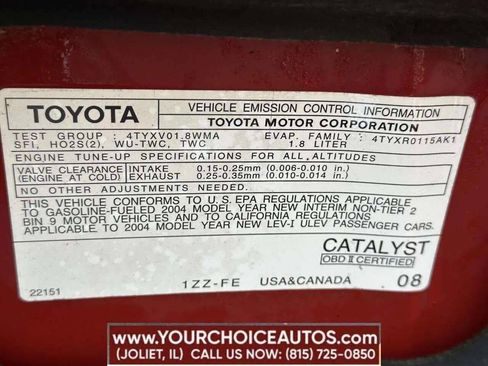 TOYOTA
VEHICLE EMISSION CONTROL INFORMATION
TOYOTA MOTOR CORPORATION
TEST GROUP : 4TYXV01.8WMA EVAP. FAMILY : 4TYXR0115AK1
SFI, HO2S(2), WU-TWC, TWC 1.8 LITER
ENGINE TUNE-UP SPECIFICATIONS FOR ALL ALTITUDES
VALVE CLEARANCE INTAKE 0.15-0.25mm (0.006-0.010 in.)
(ENGINE AT COLD) EXHAUST 0.25-0.35mm (0.010-0.014 in.)
NO OTHER ADJUSTMENTS NEEDED.
THIS VEHICLE CONFORMS TO U.S. EPA REGULATIONS APPLICABLE
TO GASOLINE-FUELED 2004 MODEL YEAR NEW INTERIM NON-TIER 2
BIN 9 MOTOR VEHICLES AND TO CALIFORNIA REGULATIONS
APPLICABLE TO 2004 MODEL YEAR NEW LEV-I ULEV PASSENGER CARS.
CATALYST
OBD II CERTIFIED
22151 1ZZ-FE USA&CANADA 08
WWW.YOURCHOICEAUTOS.COM
(JOLIET, IL) CALL US NOW: (815) 725-0850